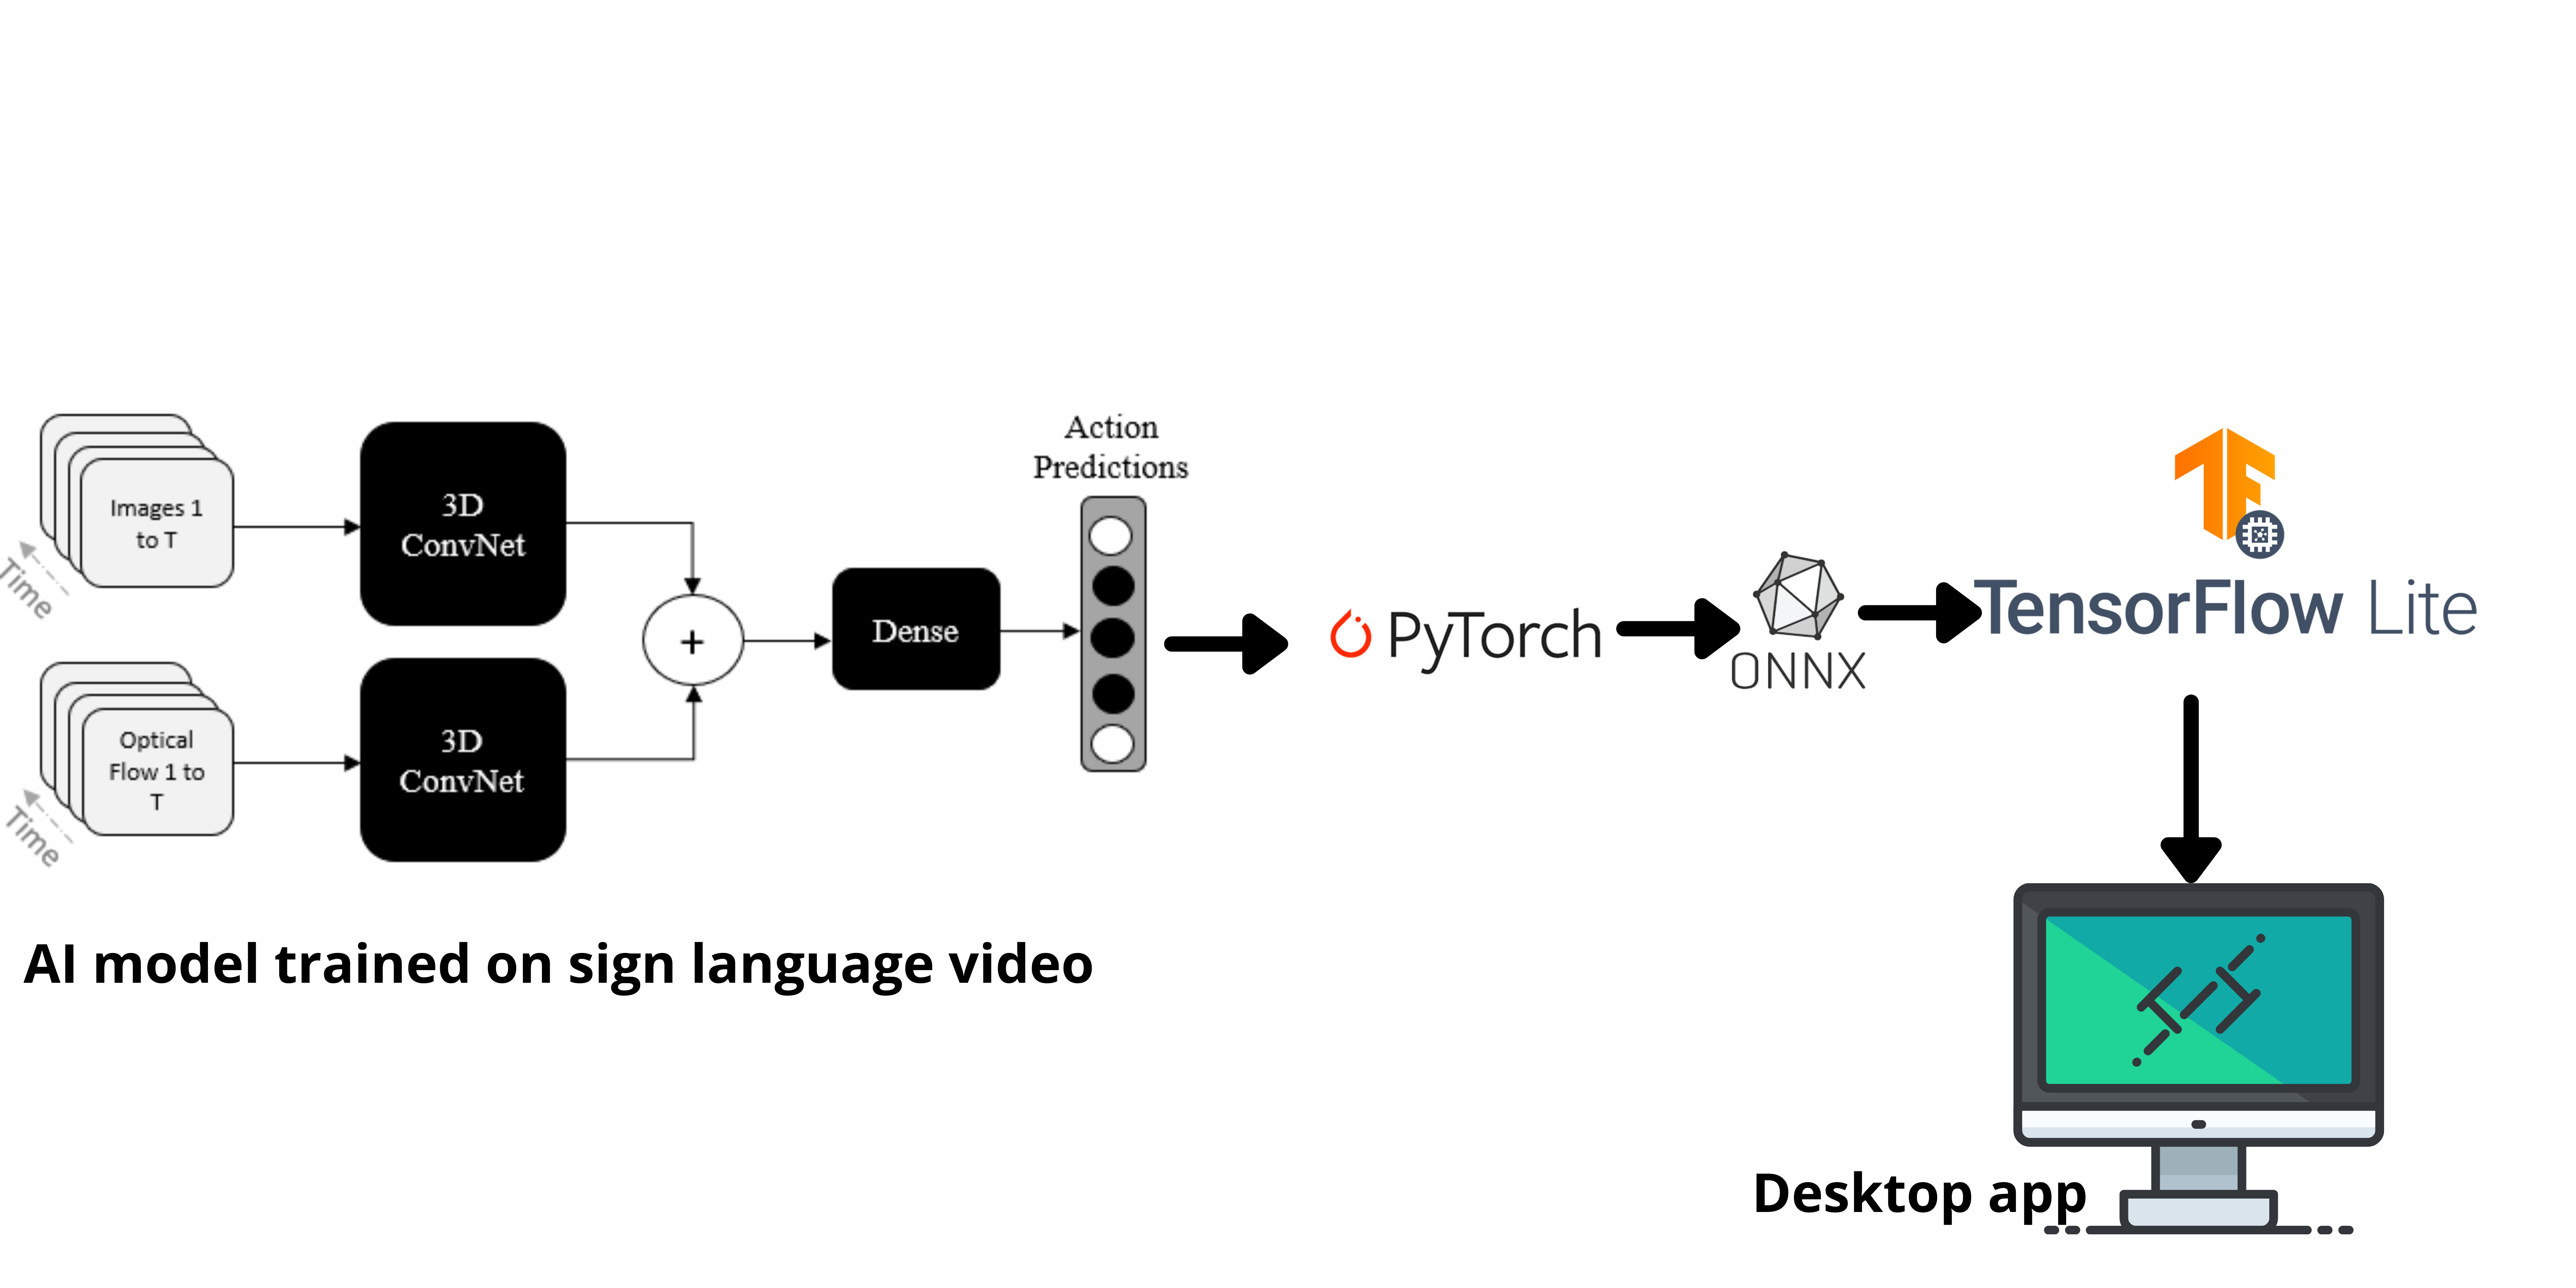 Images 1
to T
Time
3D
ConvNet
Optical
Flow 1 to
T
Time
3D
ConvNet
+
Dense
Action
Predictions
PyTorch
ONNX
TensorFlow Lite
AI model trained on sign language video
Desktop app